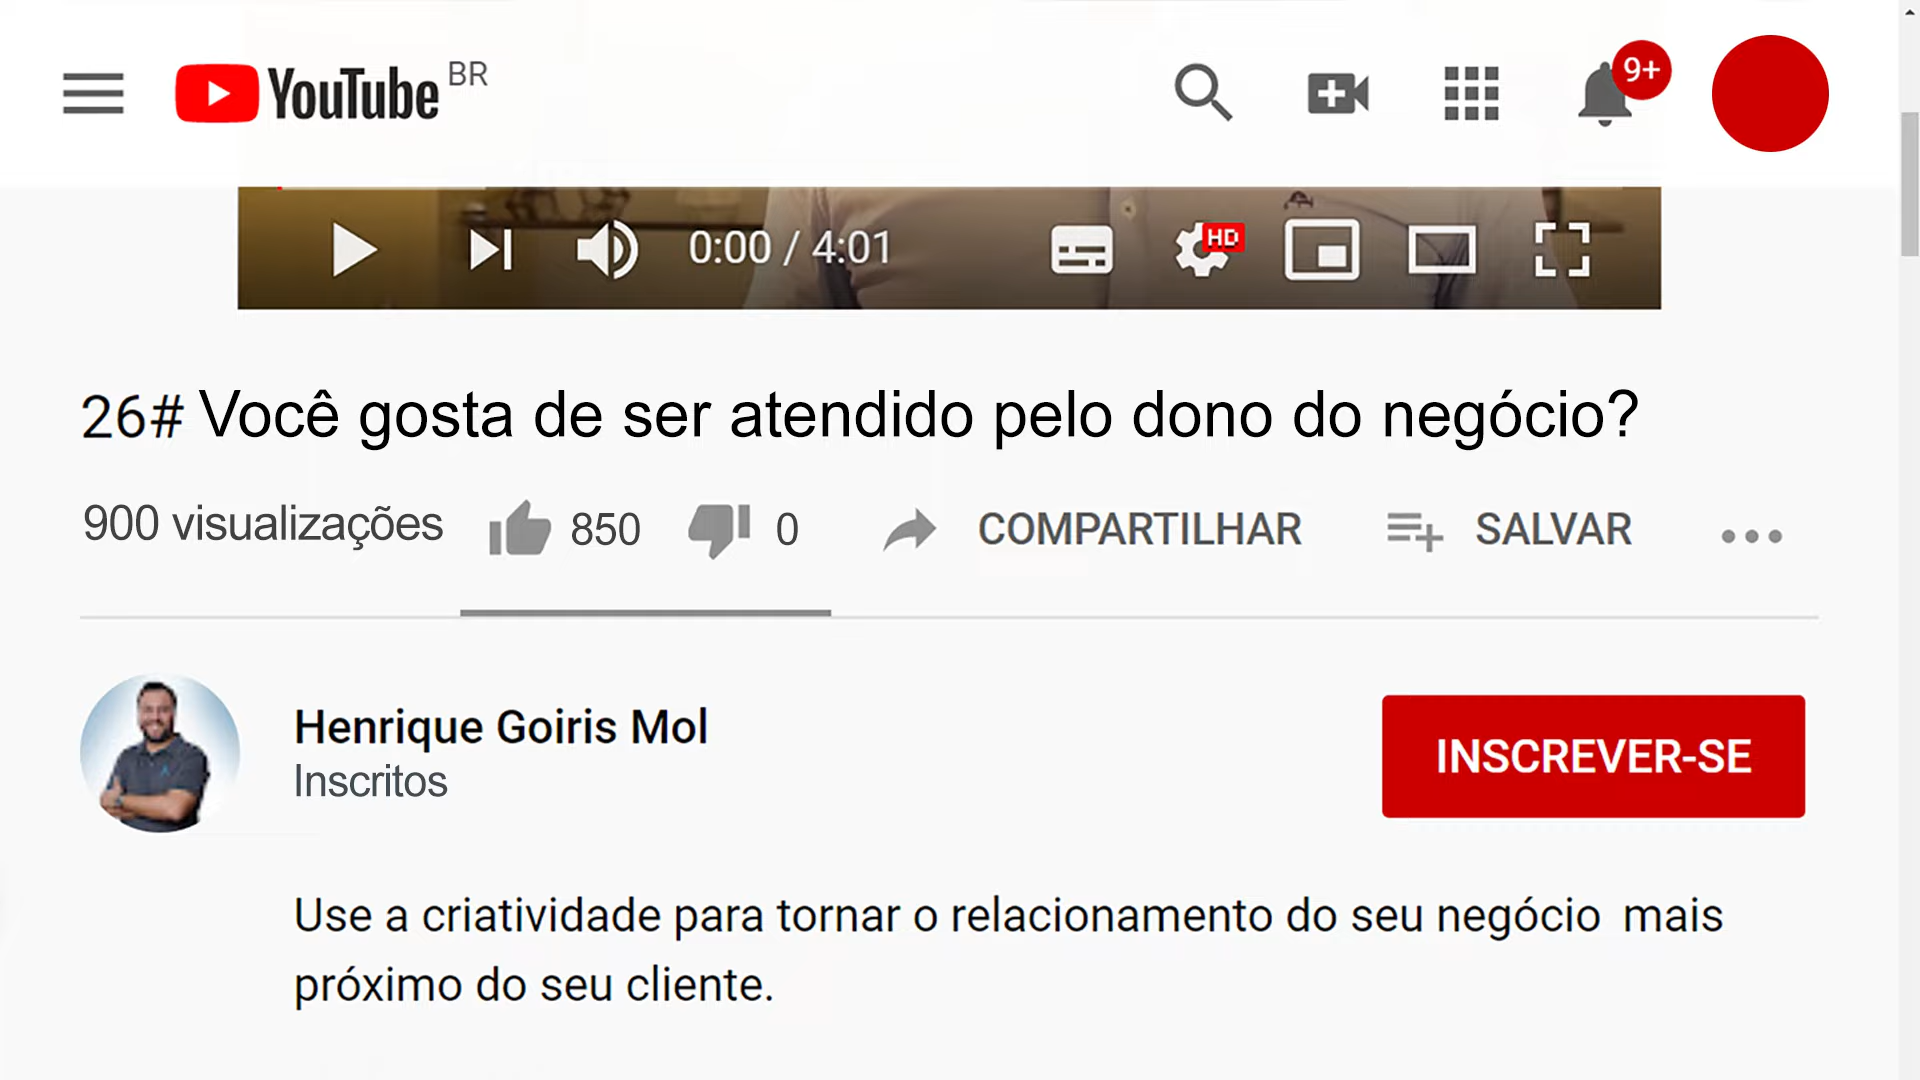 YouTube BR
9+
0:00 / 4:01
HD
26# Você gosta de ser atendido pelo dono do negócio?
900 visualizações 850 0 COMPARTILHAR SALVAR
Henrique Goiris Mol
Inscritos
INSCREVER-SE
Use a criatividade para tornar o relacionamento do seu negócio mais
próximo do seu cliente.